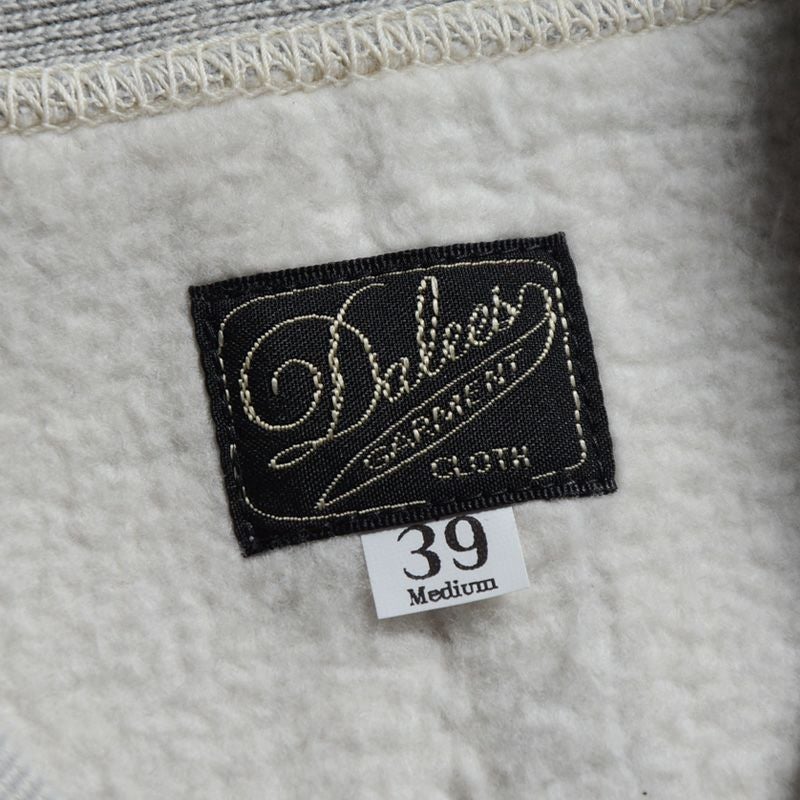 Dalee's
GARMENT
CLOTH
39
Medium